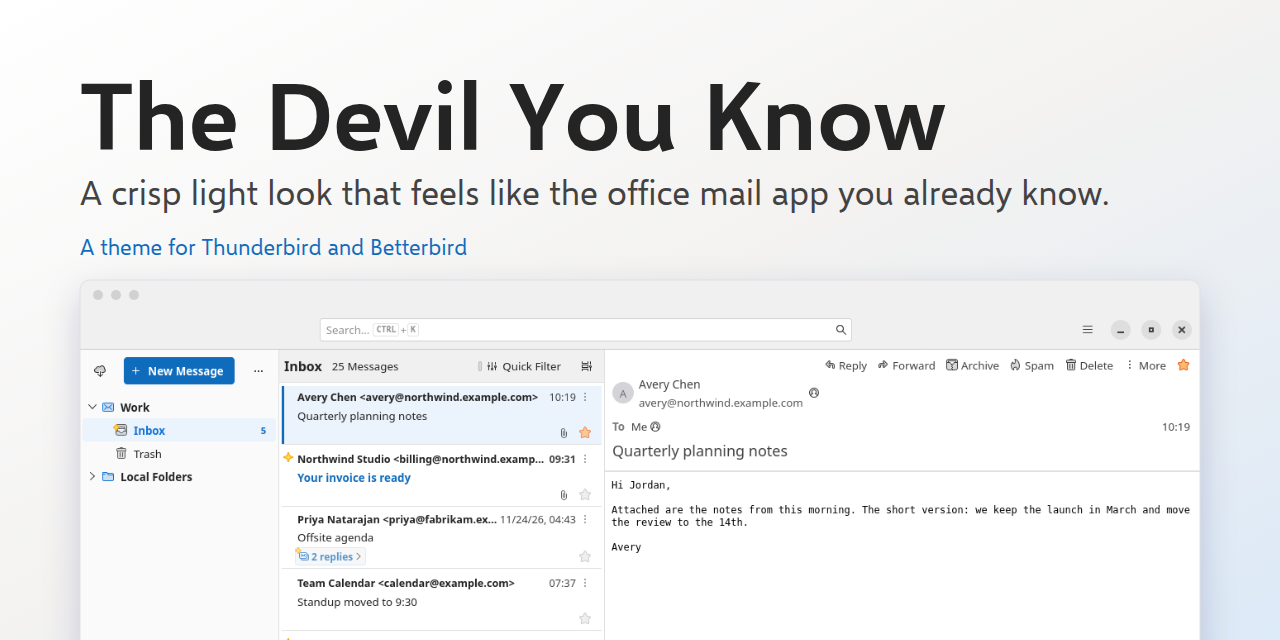 The Devil You Know
A crisp light look that feels like the office mail app you already know.
A theme for Thunderbird and Betterbird
Search... CTRL + K
+ New Message
...
Work
Inbox 5
Trash
Local Folders
Inbox 25 Messages Quick Filter
Avery Chen <avery@northwind.example.com> 10:19
Quarterly planning notes
Northwind Studio <billing@northwind.examp... 09:31
Your invoice is ready
Priya Natarajan <priya@fabrikam.ex... 11/24/26, 04:43
Offsite agenda
2 replies >
Team Calendar <calendar@example.com> 07:37
Standup moved to 9:30
Reply Forward Archive Spam Delete More
A
Avery Chen
avery@northwind.example.com
To Me 10:19
Quarterly planning notes
Hi Jordan,
Attached are the notes from this morning. The short version: we keep the launch in March and move
the review to the 14th.
Avery